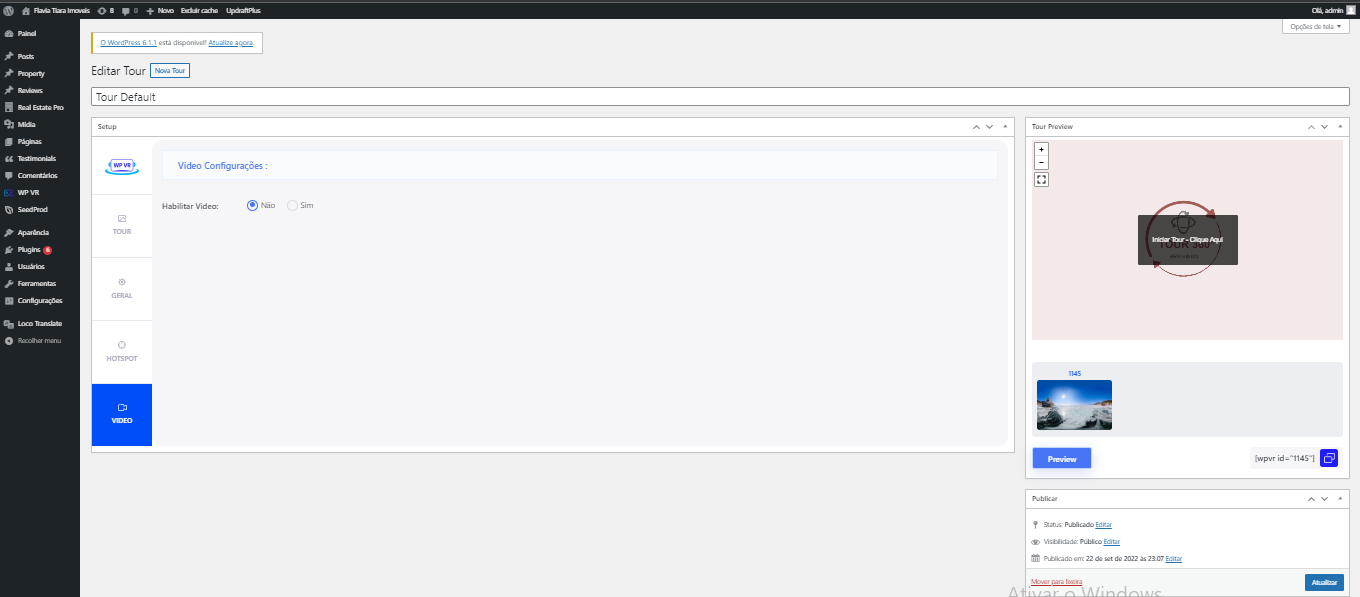 Flavia Tiara Imoveis 8 0 Novo Excluir cache UpdraftPlus Olá, admin
Opções de tela
Painel
Posts
Property
Reviews
Real Estate Pro
Mídia
Páginas
Testimonials
Comentários
WP VR
SeedProd
Aparência
Plugins 6
Usuários
Ferramentas
Configurações
Loco Translate
Recolher menu
O WordPress 6.1.1 está disponível! Atualize agora.
Editar Tour Nova Tour
Tour Default
Setup
WP VR
TOUR
GERAL
HOTSPOT
VIDEO
Vídeo Configurações :
Habilitar Vídeo: Não Sim
Tour Preview
+
−
Iniciar Tour - Clique Aqui
TOUR 360
1145
Preview [wpvr id="1145"]
Publicar
Status: Publicado Editar
Visibilidade: Público Editar
Publicado em: 22 de set de 2022 às 23:07 Editar
Mover para lixeira Atualizar
Ativar o Windows